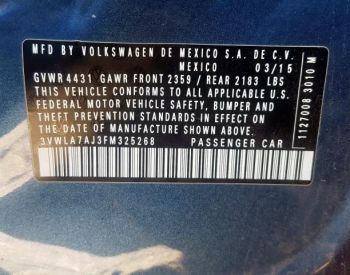 MFD. BY VOLKSWAGEN DE MEXICO S.A. DE C.V.
MEXICO 03/15
GVWR 4431 GAWR FRONT 2359 / REAR 2183 LBS
THIS VEHICLE CONFORMS TO ALL APPLICABLE U.S.
FEDERAL MOTOR VEHICLE SAFETY, BUMPER AND
THEFT PREVENTION STANDARDS IN EFFECT ON
THE DATE OF MANUFACTURE SHOWN ABOVE.
3VWLA7AJ3FM325268 PASSENGER CAR
1127008 3010 M